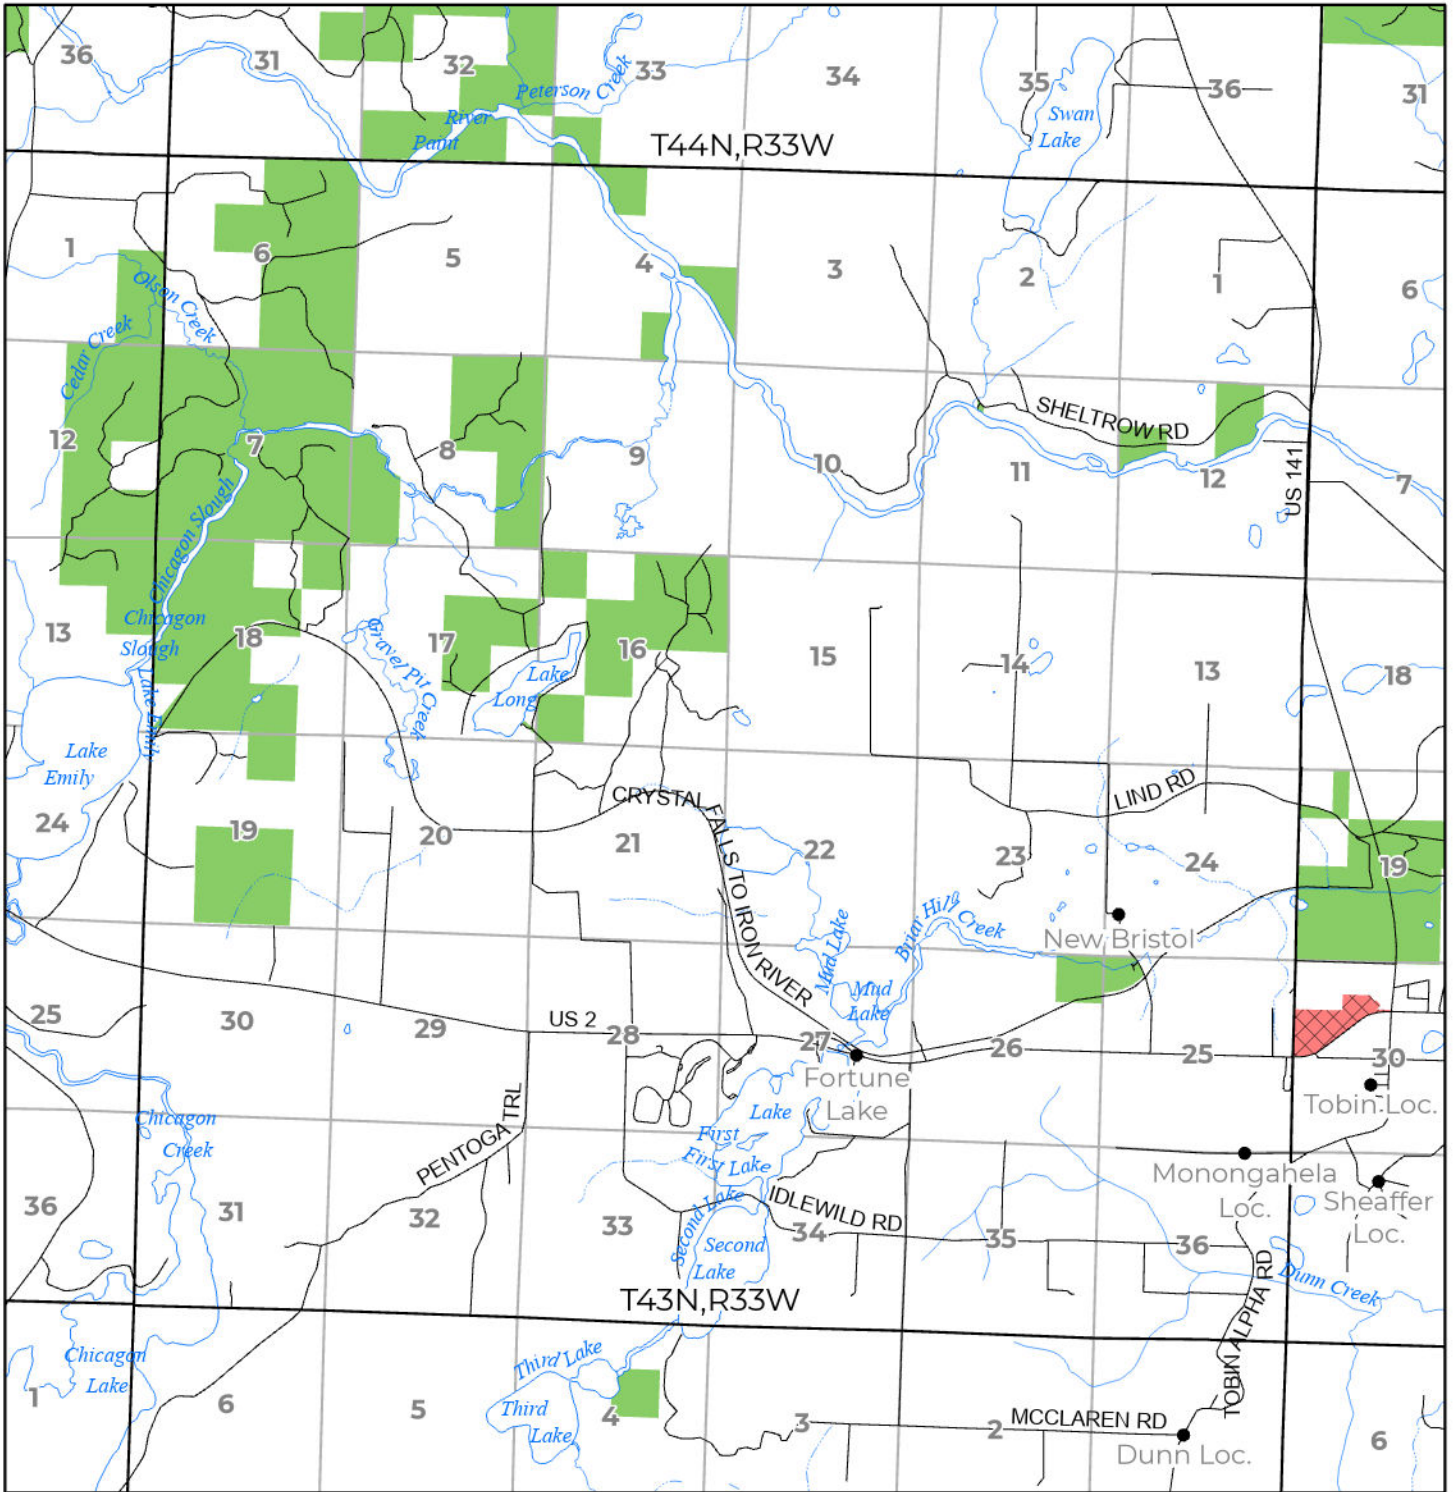 36
31
32
33
34
35
36
31
Peterson Creek
River
Paint
Swan
Lake
T44N,R33W
1
6
5
4
3
2
1
6
Olson Creek
Cedar Creek
SHELTROW RD
12
7
8
9
10
11
12
7
US 141
Chicagon Slough
Chicagon
Slough
13
18
17
16
15
14
13
18
Gravel Pit Creek
Lake
Long
Lake Emily
Lake
Emily
CRYSTAL FALLS TO IRON RIVER
LIND RD
24
19
20
21
22
23
24
19
Mud Lake
Briar Hill Creek
New Bristol
Mud
Lake
25
30
29
US 2
28
27
26
25
30
Fortune
Lake
Tobin Loc.
Chicagon
Creek
PENTOGA TRL
Lake
First
First Lake
Monongahela
Loc.
Sheaffer
Loc.
36
31
32
33
Second Lake
IDLEWILD RD
34
35
36
Second
Lake
Dunn Creek
T43N,R33W
TOBIN ALPHA RD
Chicagon
Lake
Third Lake
1
6
5
Third
Lake
4
3
2
MCCLAREN RD
6
Dunn Loc.